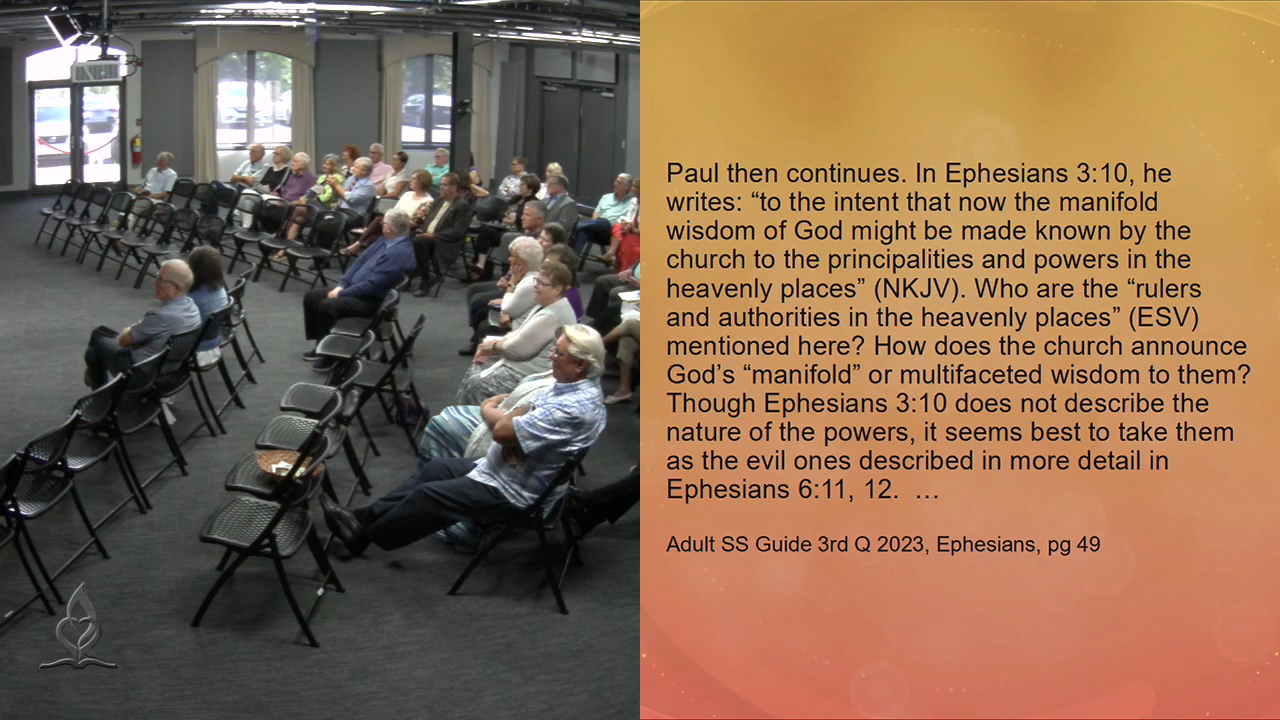 Paul then continues. In Ephesians 3:10, he
writes: “to the intent that now the manifold
wisdom of God might be made known by the
church to the principalities and powers in the
heavenly places” (NKJV). Who are the “rulers
and authorities in the heavenly places” (ESV)
mentioned here? How does the church announce
God’s “manifold” or multifaceted wisdom to them?
Though Ephesians 3:10 does not describe the
nature of the powers, it seems best to take them
as the evil ones described in more detail in
Ephesians 6:11, 12.  …
Adult SS Guide 3rd Q 2023, Ephesians, pg 49